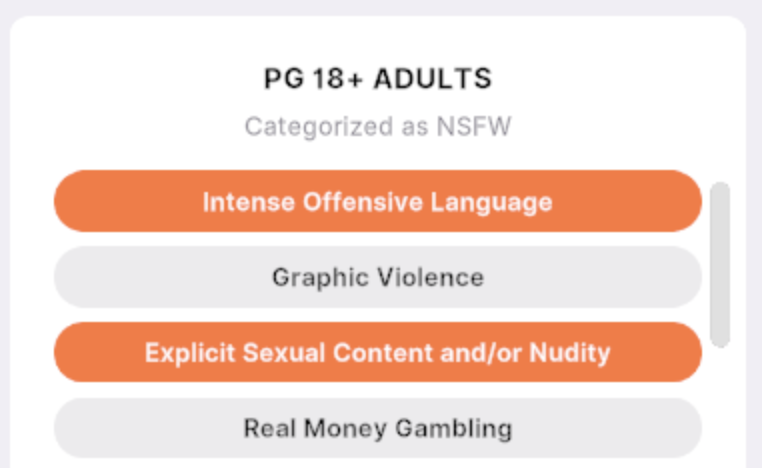 PG 18+ ADULTS
Categorized as NSFW
Intense Offensive Language
Graphic Violence
Explicit Sexual Content and/or Nudity
Real Money Gambling